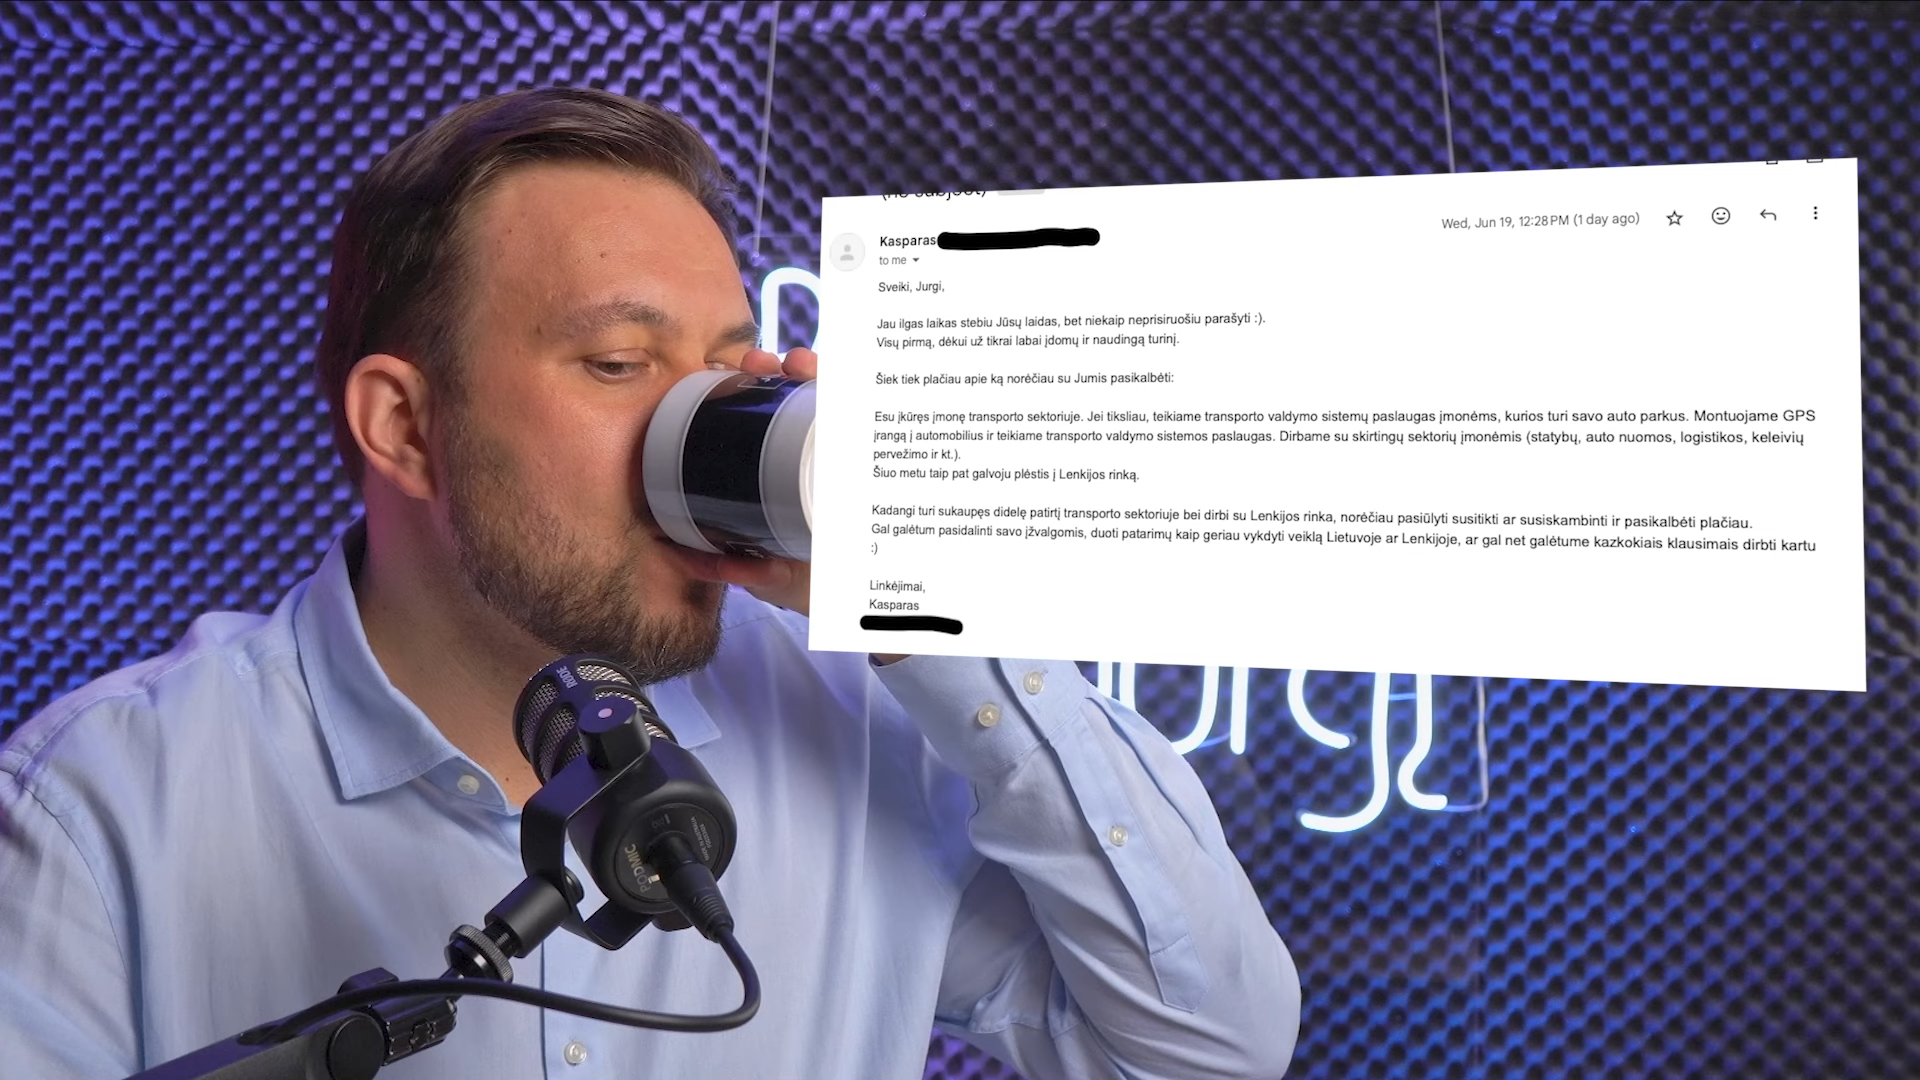 (no subject)
Wed, Jun 19, 12:28 PM (1 day ago)
Kasparas
to me
Sveiki, Jurgi,
Jau ilgas laikas stebiu Jūsų laidas, bet niekaip neprisiruošiu parašyti :).
Visų pirmą, dėkui už tikrai labai įdomų ir naudingą turinį.
Šiek tiek plačiau apie ką norėčiau su Jumis pasikalbėti:
Esu įkūręs įmonę transporto sektoriuje. Jei tiksliau, teikiame transporto valdymo sistemų paslaugas įmonėms, kurios turi savo auto parkus. Montuojame GPS
įrangą į automobilius ir teikiame transporto valdymo sistemos paslaugas. Dirbame su skirtingų sektorių įmonėmis (statybų, auto nuomos, logistikos, keleivių
pervežimo ir kt.).
Šiuo metu taip pat galvoju plėstis į Lenkijos rinką.
Kadangi turi sukaupęs didelę patirtį transporto sektoriuje bei dirbi su Lenkijos rinka, norėčiau pasiūlyti susitikti ar susiskambinti ir pasikalbėti plačiau.
Gal galėtum pasidalinti savo įžvalgomis, duoti patarimų kaip geriau vykdyti veiklą Lietuvoje ar Lenkijoje, ar gal net galėtume kazkokiais klausimais dirbti kartu
:)
Linkėjimai,
Kasparas
RØDE
PODMIC